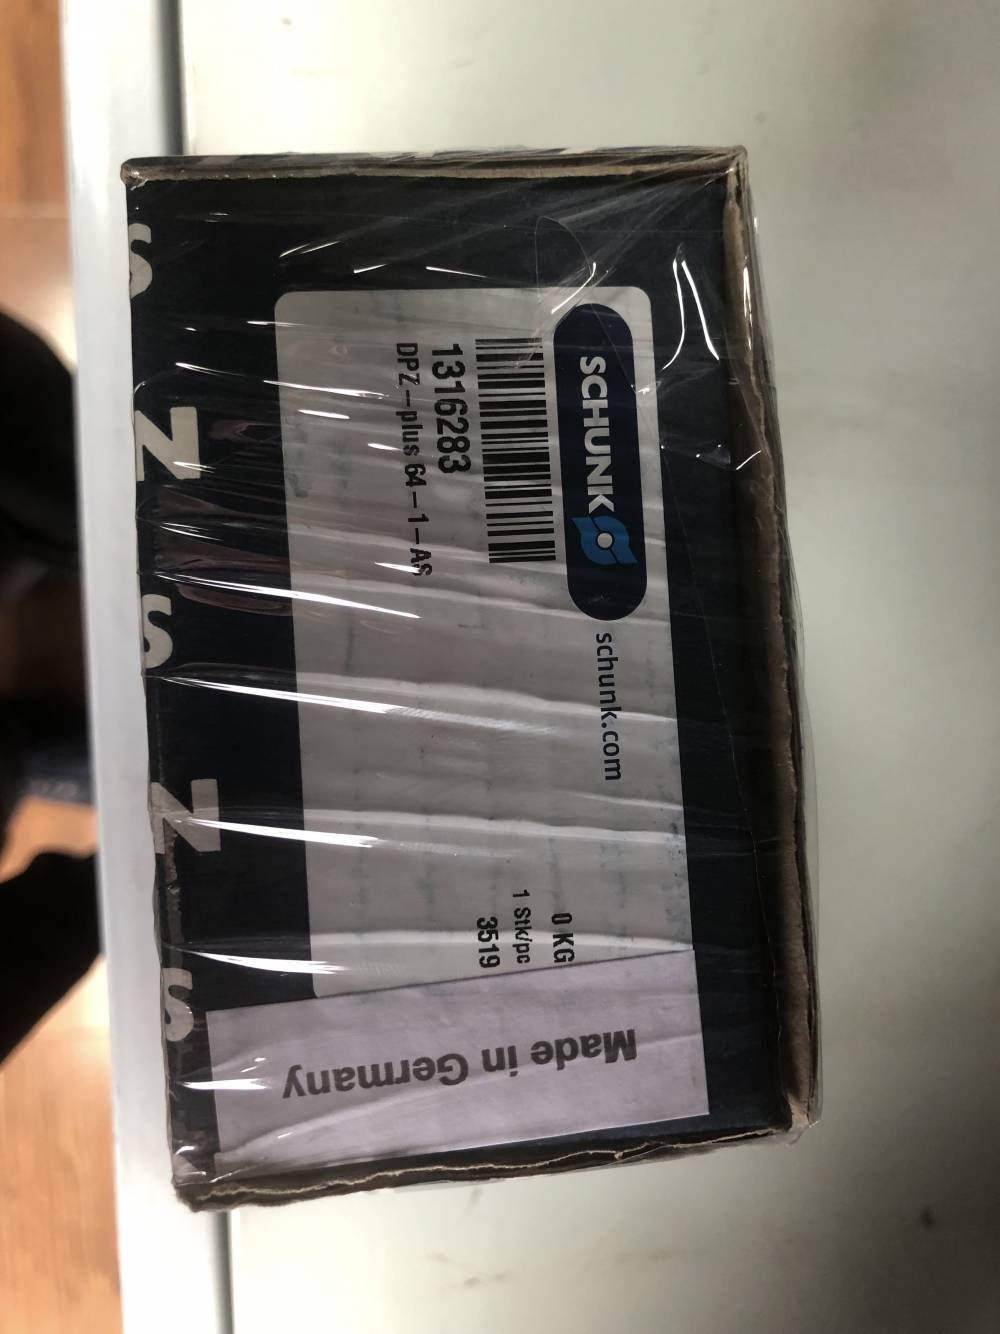 SCHUNK
schunk.com
1316283
DPZ-plus 64-1-AS
0 KG
1 Stk/pc
3519
Made in Germany
S
N
S
N
S